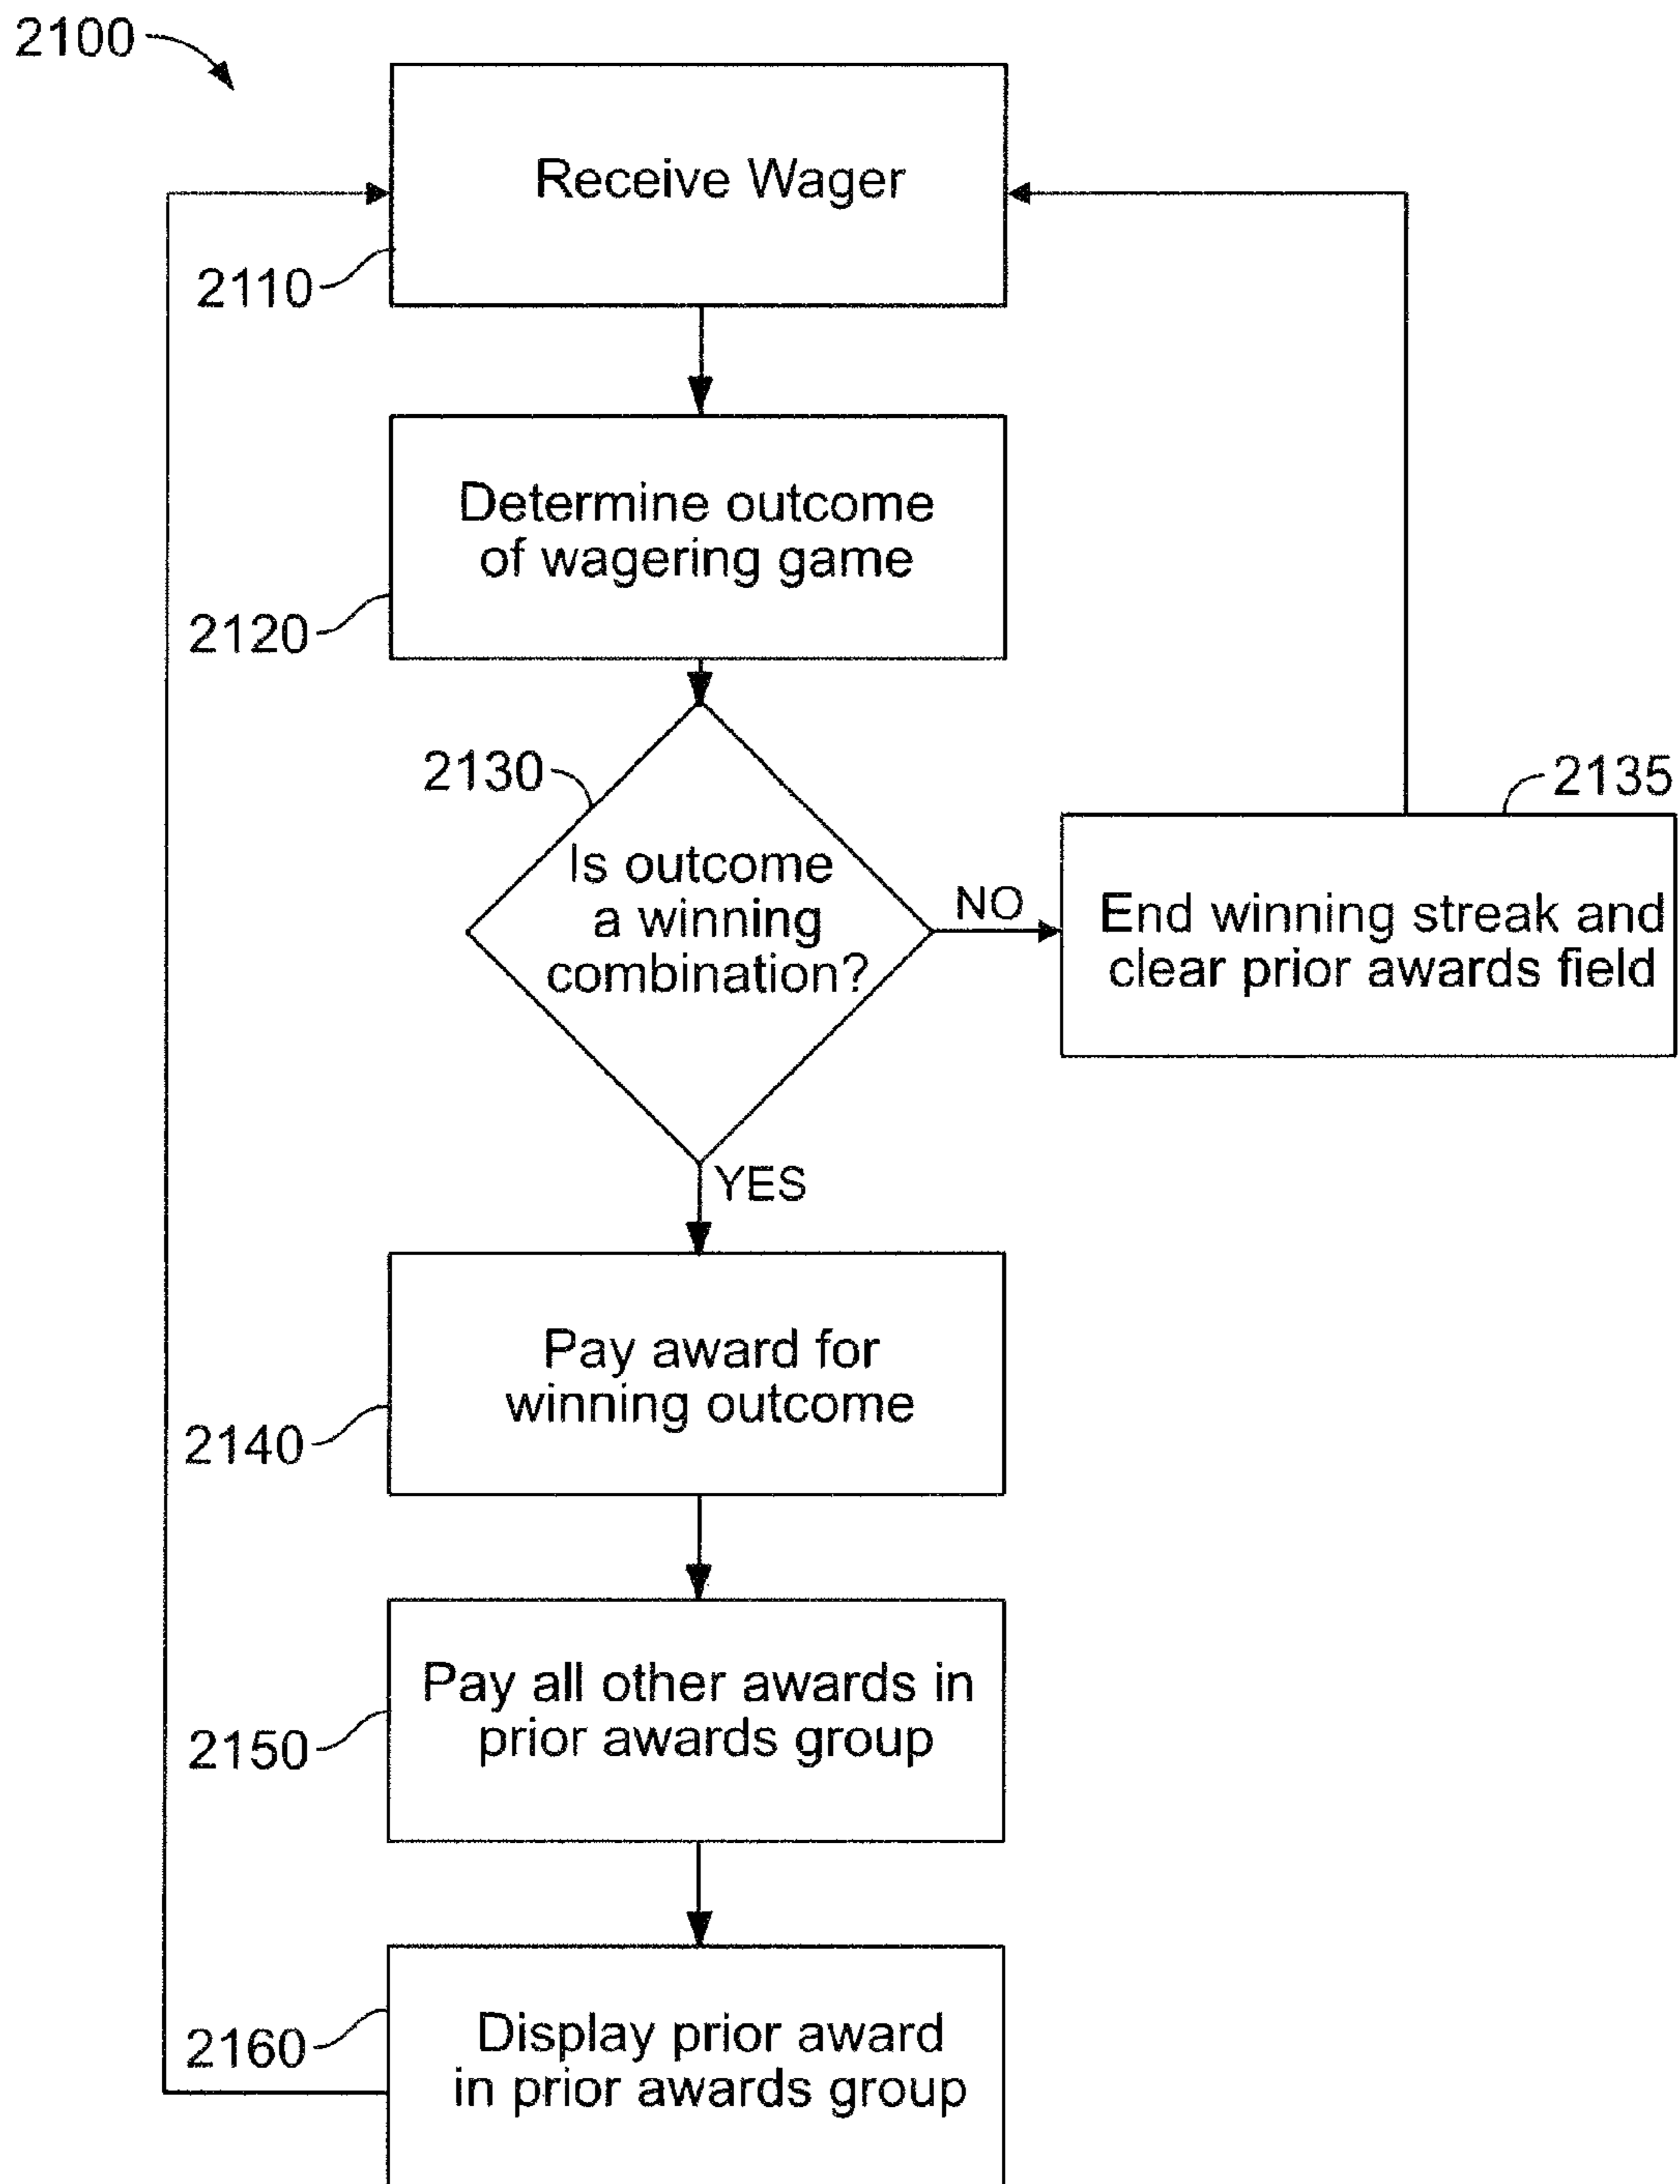 2100
Receive Wager
2110
Determine outcome
of wagering game
2120
2130
Is outcome
a winning
combination?
NO
2135
End winning streak and
clear prior awards field
YES
Pay award for
winning outcome
2140
Pay all other awards in
prior awards group
2150
Display prior award
in prior awards group
2160